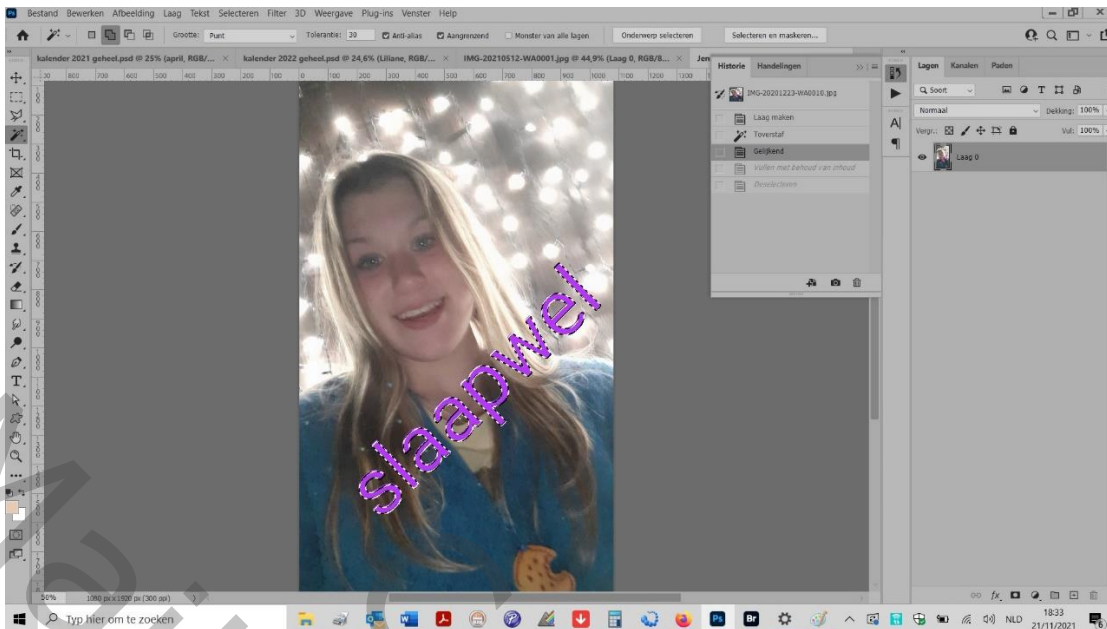 Bestand Bewerken Afbeelding Laag Tekst Selecteren Filter 3D Weergave Plug-ins Venster Help
Grootte: Punt Tolerantie: 30 Anti-alias Aangrenzend Monster van alle lagen Onderwerp selecteren Selecteren en maskeren...
kalender 2021 geheel.psd @ 25% (april, RGB/... × kalender 2022 geheel.psd @ 24,6% (Liliane, RGB/... × IMG-20210512-WA0001.jpg @ 44,9% (Laag 0, RGB/8... × Jen
Historie Handelingen
IMG-20201223-WA0010.jpg
Laag maken
Toverstaf
Gelijkend
Vullen met behoud van inhoud
Deselecteren
Lagen Kanalen Paden
Soort
Normaal Dekking: 100%
Vergr.: Vul: 100%
Laag 0
slaapwel
50% 1080 px x 1920 px (300 ppi)
Typ hier om te zoeken
NLD
18:33
21/11/2021